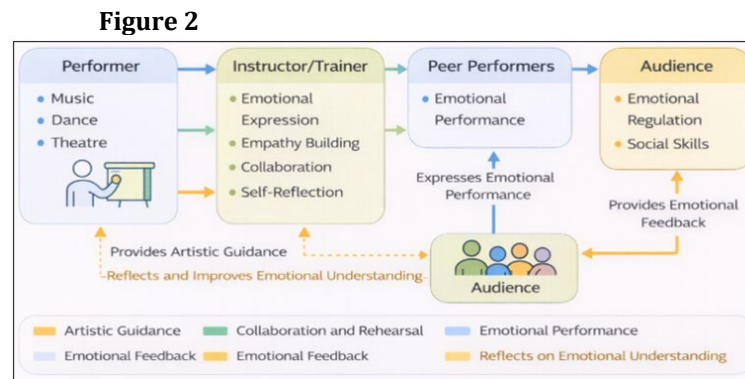 Figure 2
Performer
Music
Dance
Theatre
Instructor/Trainer
Emotional
Expression
Empathy Building
Collaboration
Self-Reflection
Peer Performers
Emotional
Performance
Audience
Emotional
Regulation
Social Skills
Expresses Emotional
Performance
Provides Emotional
Feedback
Provides Artistic Guidance
Reflects and Improves Emotional Understanding
Audience
Artistic Guidance
Collaboration and Rehearsal
Emotional Performance
Emotional Feedback
Emotional Feedback
Reflects on Emotional Understanding